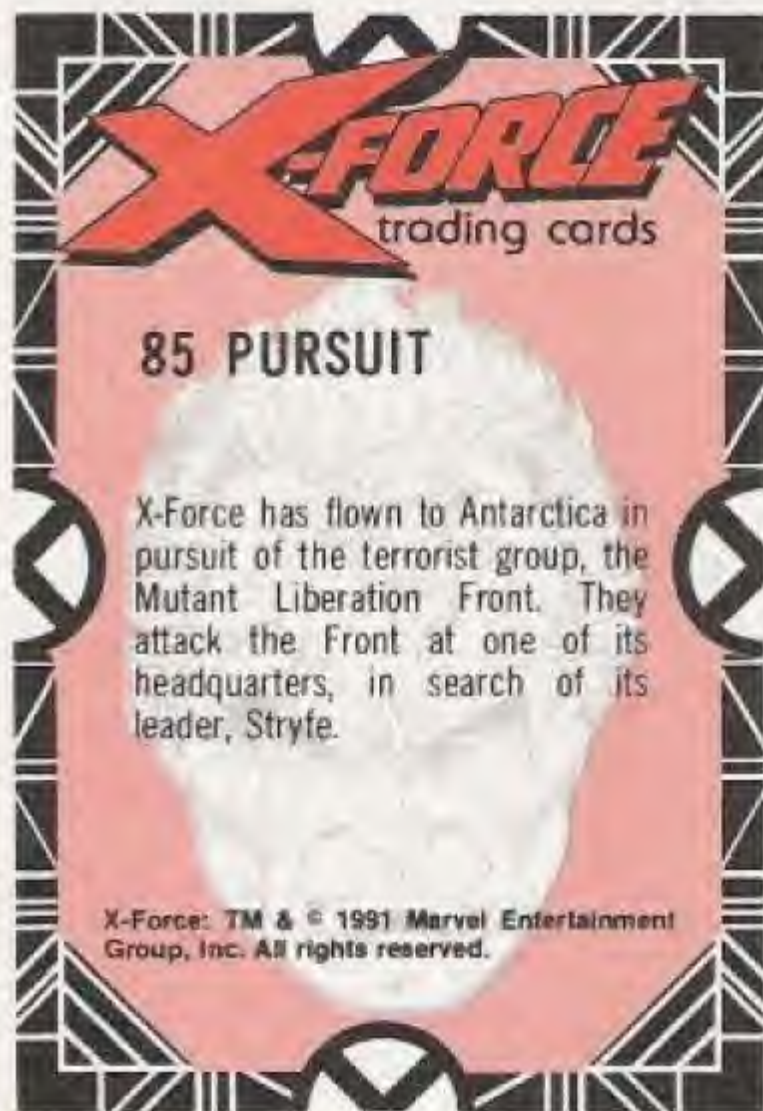 X-FORCE
trading cards
85 PURSUIT
X-Force has flown to Antarctica in
pursuit of the terrorist group, the
Mutant Liberation Front. They
attack the Front at one of its
headquarters, in search of its
leader, Stryfe.
X-Force: TM & © 1991 Marvel Entertainment
Group, Inc. All rights reserved.